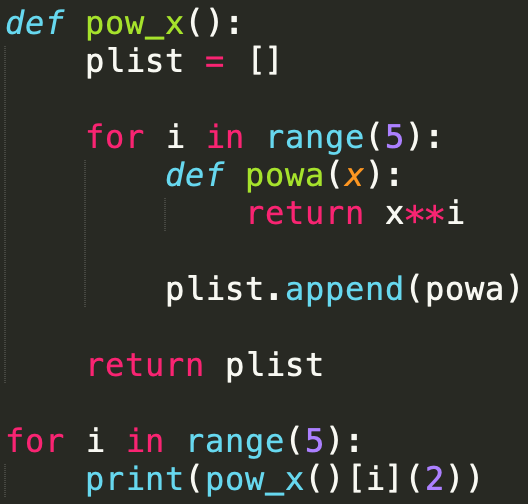 def pow_x():
    plist = []

    for i in range(5):
        def powa(x):
            return x**i

        plist.append(powa)

    return plist

for i in range(5):
    print(pow_x()[i](2))